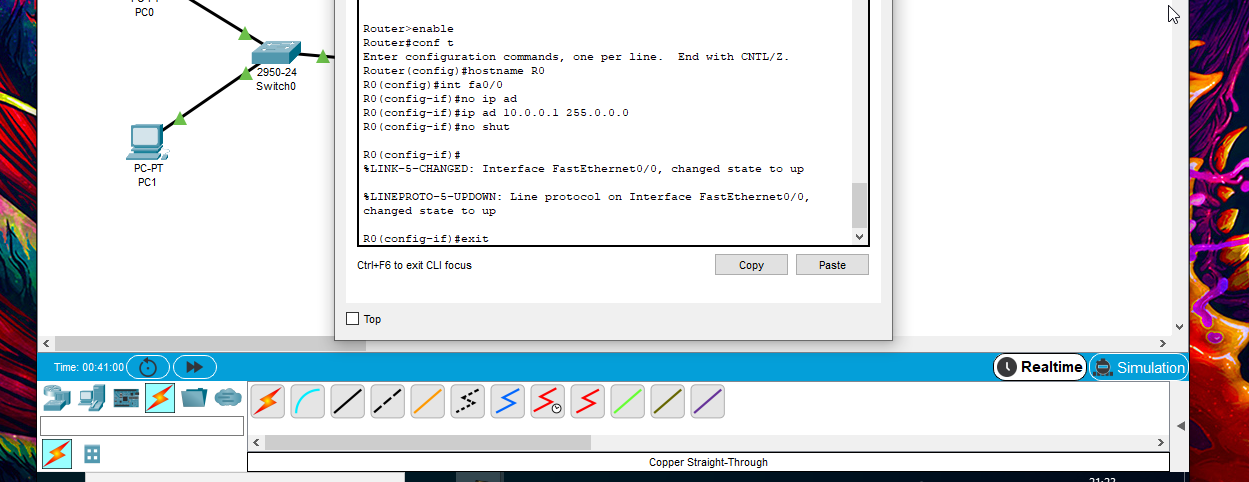 PC0
2950-24
Switch0
PC-PT
PC1
Router>enable
Router#conf t
Enter configuration commands, one per line.  End with CNTL/Z.
Router(config)#hostname R0
R0(config)#int fa0/0
R0(config-if)#no ip ad
R0(config-if)#ip ad 10.0.0.1 255.0.0.0
R0(config-if)#no shut
R0(config-if)#
%LINK-5-CHANGED: Interface FastEthernet0/0, changed state to up
%LINEPROTO-5-UPDOWN: Line protocol on Interface FastEthernet0/0,
changed state to up
R0(config-if)#exit
Ctrl+F6 to exit CLI focus
Copy
Paste
Top
Time: 00:41:00
Realtime
Simulation
Copper Straight-Through